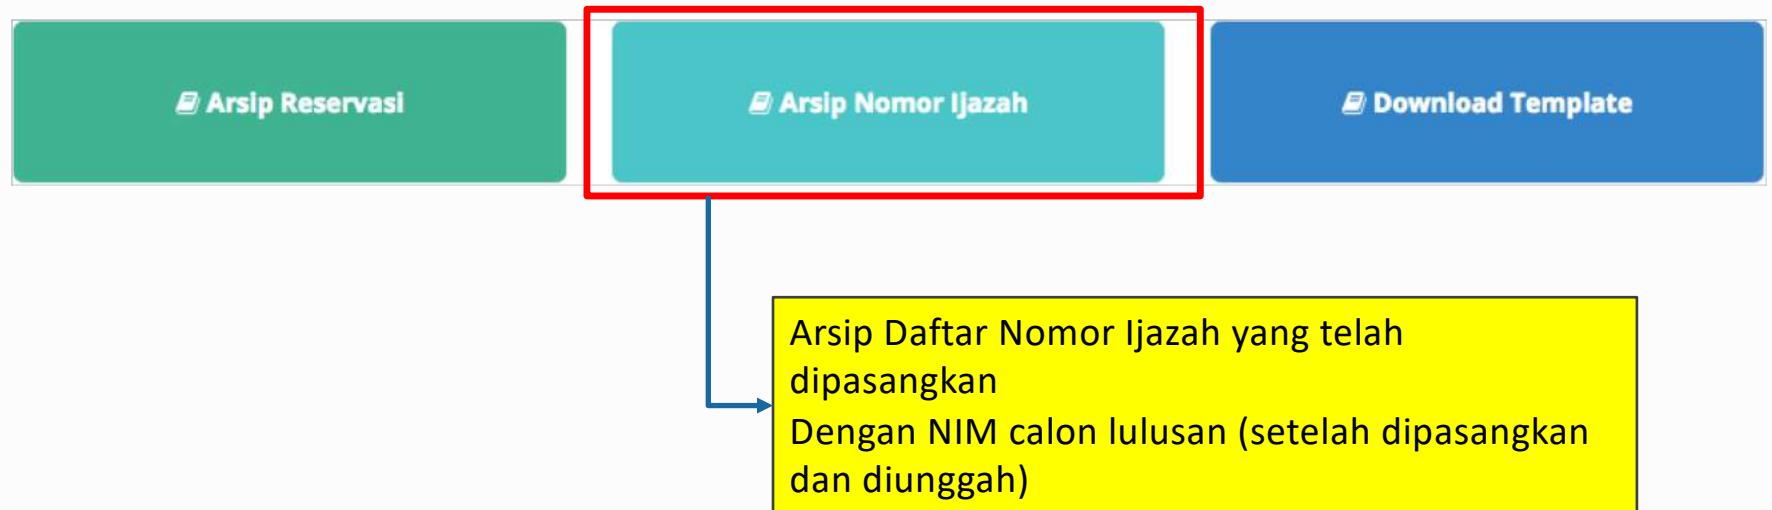 Arsip Reservasi
Arsip Nomor Ijazah
Download Template
Arsip Daftar Nomor Ijazah yang telah
dipasangkan
Dengan NIM calon lulusan (setelah dipasangkan
dan diunggah)